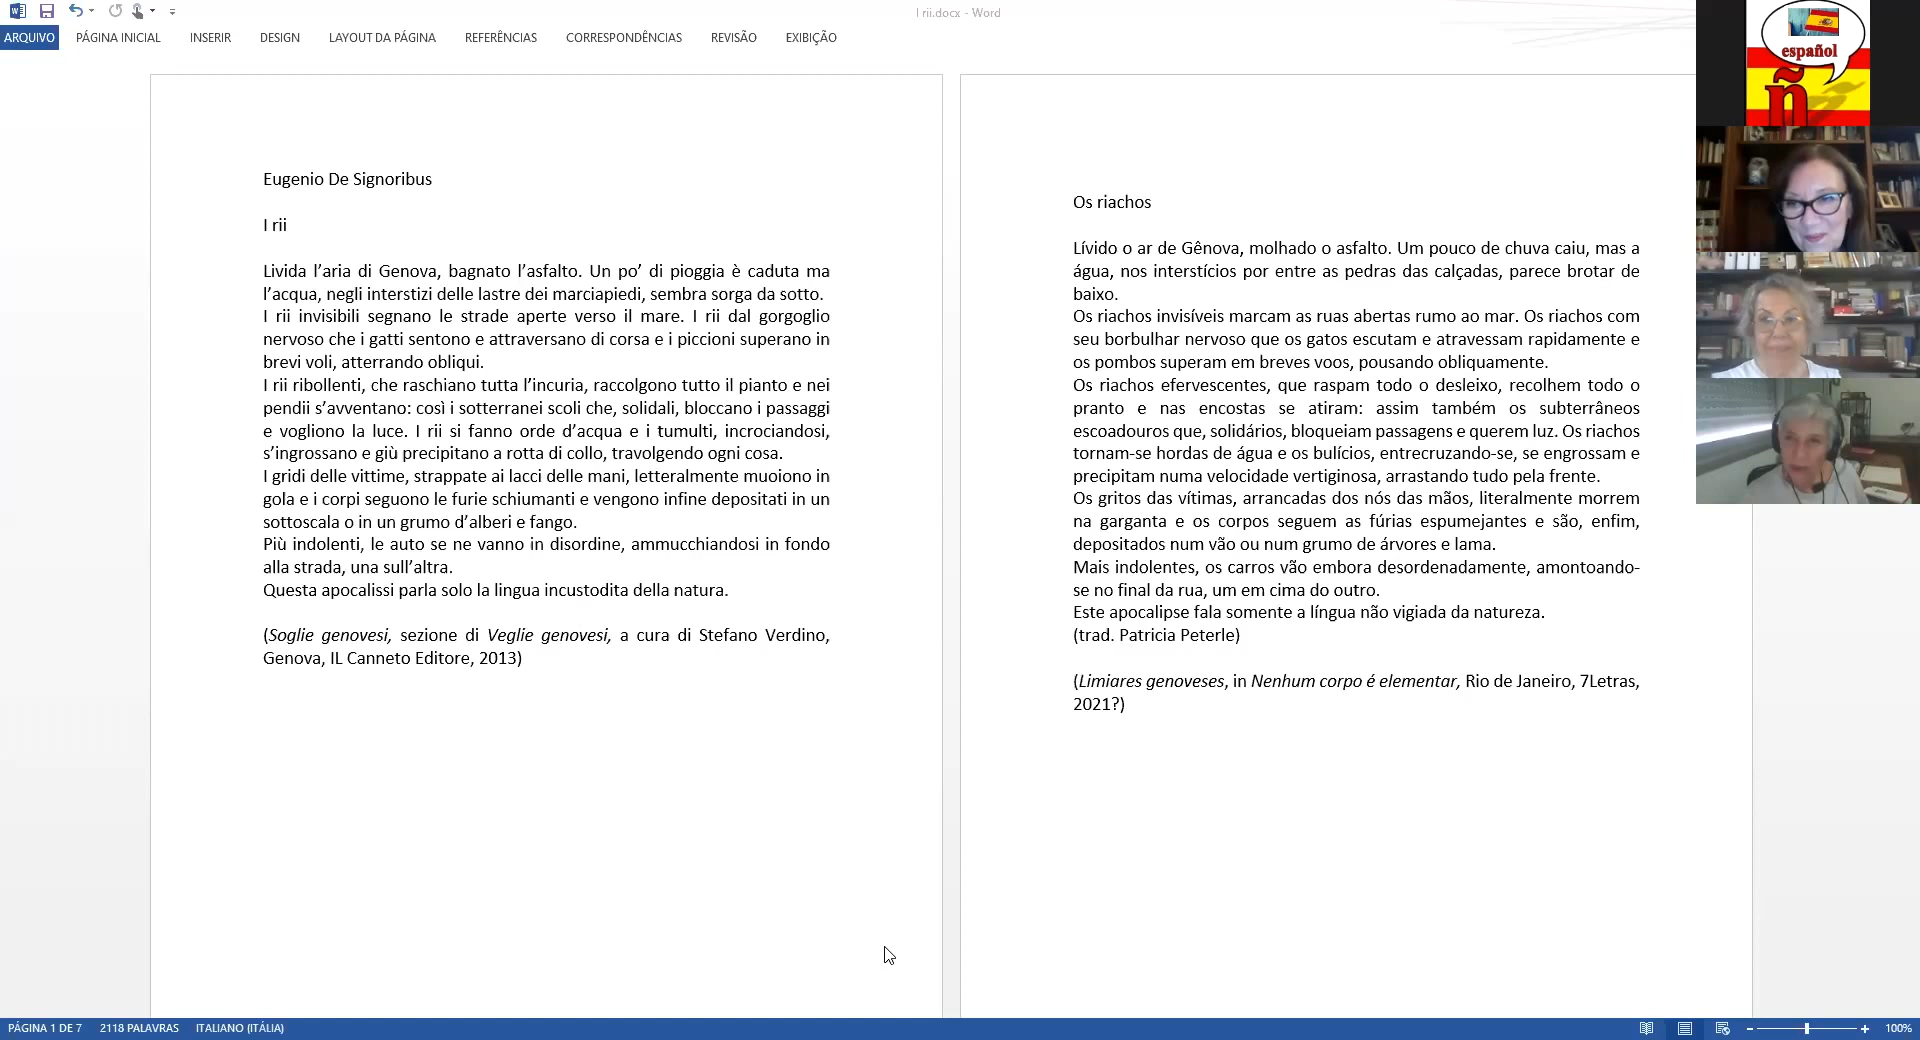 I rii.docx - Word
ARQUIVO PÁGINA INICIAL INSERIR DESIGN LAYOUT DA PÁGINA REFERÊNCIAS CORRESPONDÊNCIAS REVISÃO EXIBIÇÃO
Eugenio De Signoribus
I rii
Livida l’aria di Genova, bagnato l’asfalto. Un po’ di pioggia è caduta ma
l’acqua, negli interstizi delle lastre dei marciapiedi, sembra sorga da sotto.
I rii invisibili segnano le strade aperte verso il mare. I rii dal gorgoglio
nervoso che i gatti sentono e attraversano di corsa e i piccioni superano in
brevi voli, atterrando obliqui.
I rii ribollenti, che raschiano tutta l’incuria, raccolgono tutto il pianto e nei
pendii s’avventano: così i sotterranei scoli che, solidali, bloccano i passaggi
e vogliono la luce. I rii si fanno orde d’acqua e i tumulti, incrociandosi,
s’ingrossano e giù precipitano a rotta di collo, travolgendo ogni cosa.
I gridi delle vittime, strappate ai lacci delle mani, letteralmente muoiono in
gola e i corpi seguono le furie schiumanti e vengono infine depositati in un
sottoscala o in un grumo d’alberi e fango.
Più indolenti, le auto se ne vanno in disordine, ammucchiandosi in fondo
alla strada, una sull’altra.
Questa apocalissi parla solo la lingua incustodita della natura.
(Soglie genovesi, sezione di Veglie genovesi, a cura di Stefano Verdino,
Genova, IL Canneto Editore, 2013)
Os riachos
Lívido o ar de Gênova, molhado o asfalto. Um pouco de chuva caiu, mas a
água, nos interstícios por entre as pedras das calçadas, parece brotar de
baixo.
Os riachos invisíveis marcam as ruas abertas rumo ao mar. Os riachos com
seu borbulhar nervoso que os gatos escutam e atravessam rapidamente e
os pombos superam em breves voos, pousando obliquamente.
Os riachos efervescentes, que raspam todo o desleixo, recolhem todo o
pranto e nas encostas se atiram: assim também os subterrâneos
escoadouros que, solidários, bloqueiam passagens e querem luz. Os riachos
tornam-se hordas de água e os bulícios, entrecruzando-se, se engrossam e
precipitam numa velocidade vertiginosa, arrastando tudo pela frente.
Os gritos das vítimas, arrancadas dos nós das mãos, literalmente morrem
na garganta e os corpos seguem as fúrias espumejantes e são, enfim,
depositados num vão ou num grumo de árvores e lama.
Mais indolentes, os carros vão embora desordenadamente, amontoando-
se no final da rua, um em cima do outro.
Este apocalipse fala somente a língua não vigiada da natureza.
(trad. Patricia Peterle)
(Limiares genoveses, in Nenhum corpo é elementar, Rio de Janeiro, 7Letras,
2021?)
español
ñ
PÁGINA 1 DE 7 2118 PALAVRAS ITALIANO (ITÁLIA) 100%